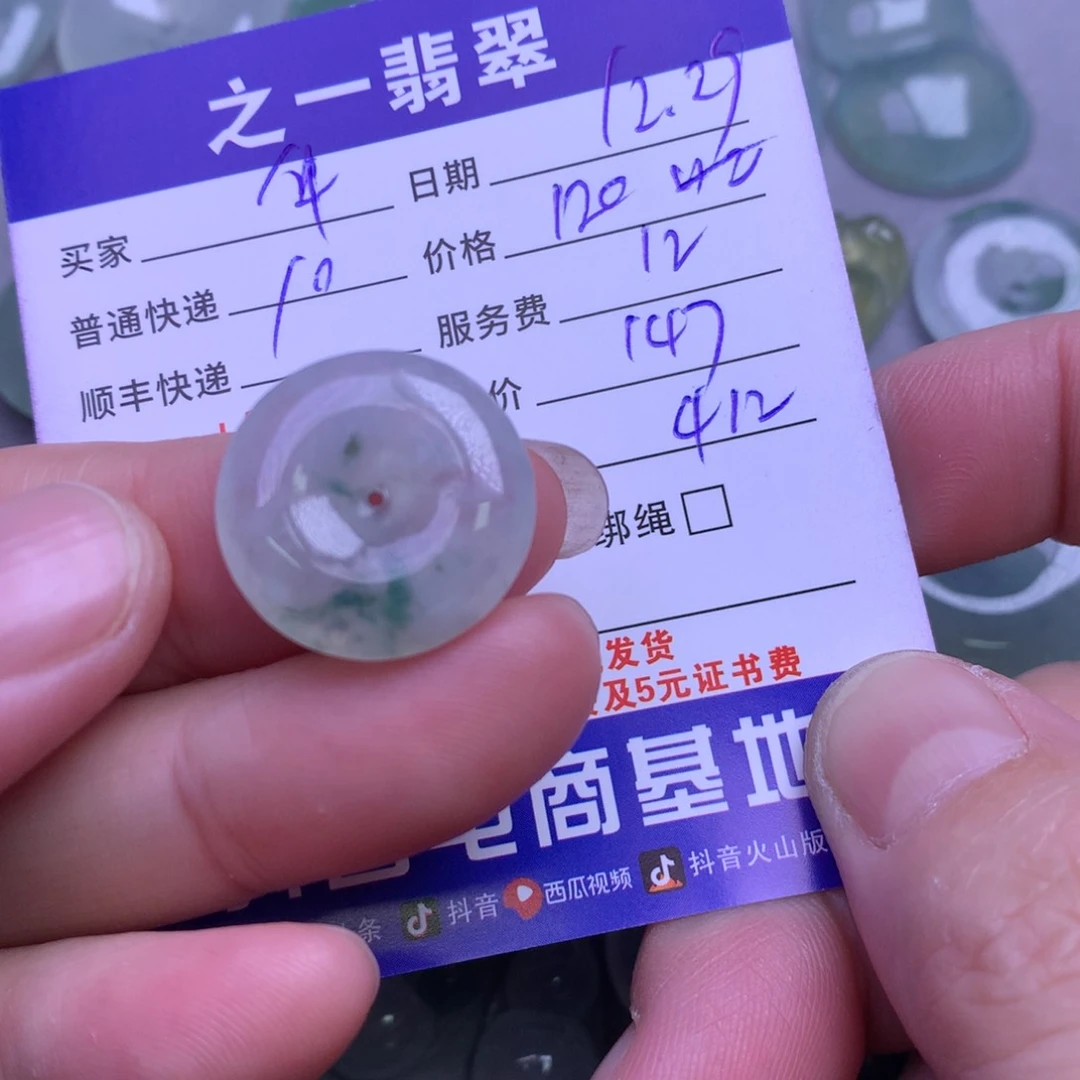 之一翡翠
买家 日期 12.29
普通快递 10 价格 120
顺丰快递 服务费 12
价 147
412
绑绳
发货
及5元证书费
电商基地
条 抖音 西瓜视频 抖音火山版